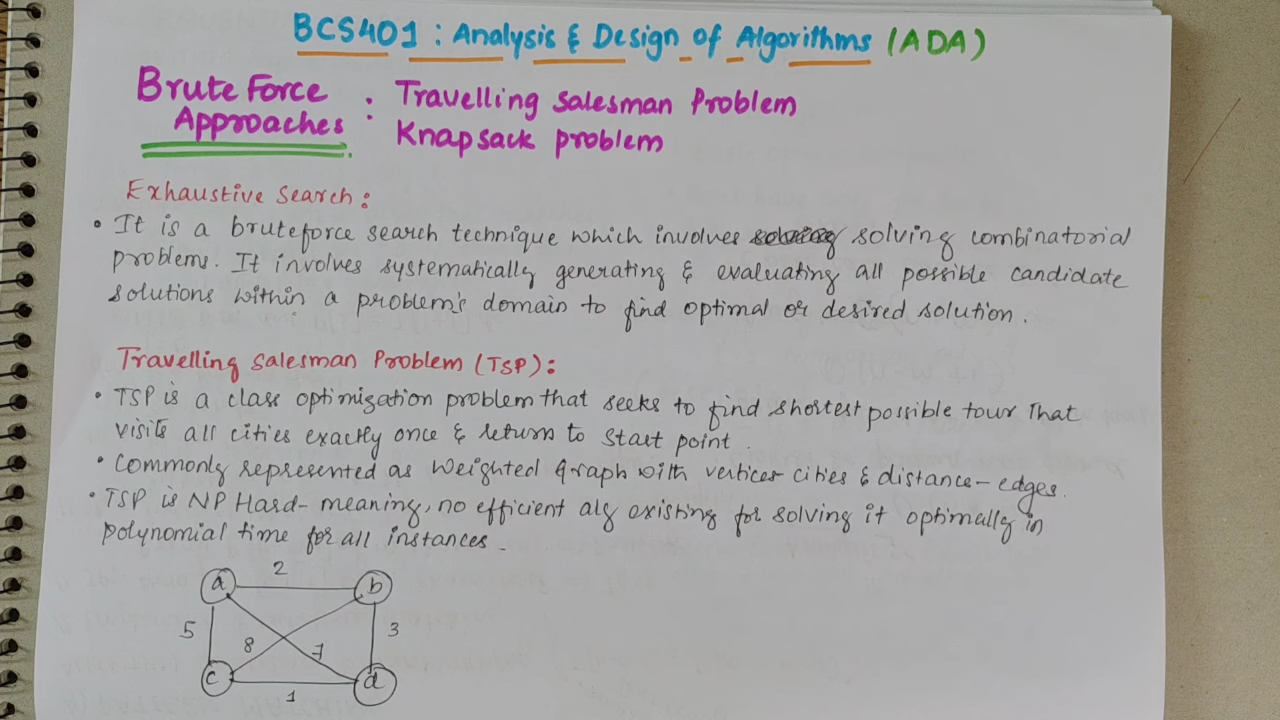 BCS401 : Analysis & Design of Algorithms (ADA)
Brute Force Approaches : Travelling Salesman Problem
Knapsack problem
Exhaustive Search :
• It is a bruteforce search technique which involves solving combinatorial
problems. It involves systematically generating & evaluating all possible candidate
solutions within a problem's domain to find optimal or desired solution.
Travelling Salesman Problem (TSP) :
• TSP is a class optimization problem that seeks to find shortest possible tour that
visits all cities exactly once & return to start point.
• Commonly represented as weighted graph with vertices-cities & distance-edges.
• TSP is NP Hard- meaning, no efficient alg existing for solving it optimally in
polynomial time for all instances.
a 2 b
5 8 7 3
c 1 d